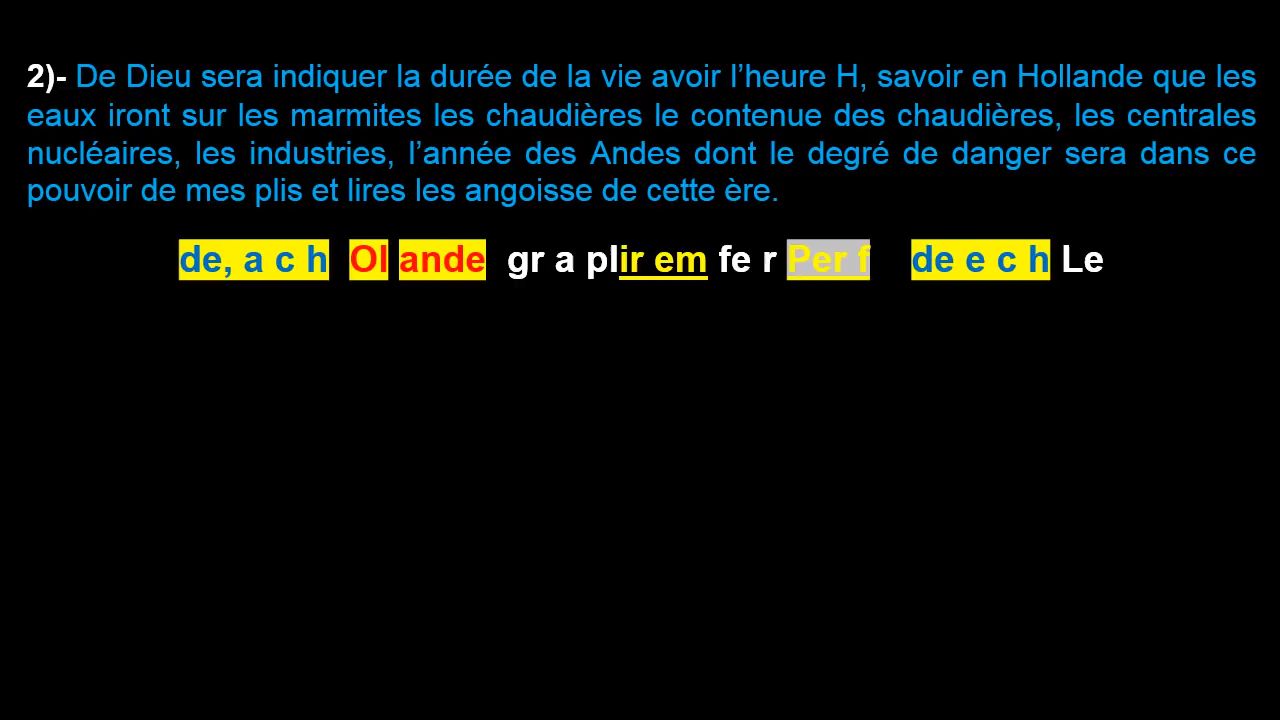 2)- De Dieu sera indiquer la durée de la vie avoir l’heure H, savoir en Hollande que les
eaux iront sur les marmites les chaudières le contenue des chaudières, les centrales
nucléaires, les industries, l’année des Andes dont le degré de danger sera dans ce
pouvoir de mes plis et lires les angoisse de cette ère.
de, a c h Ol ande gr a plir em fe r Per f de e c h Le